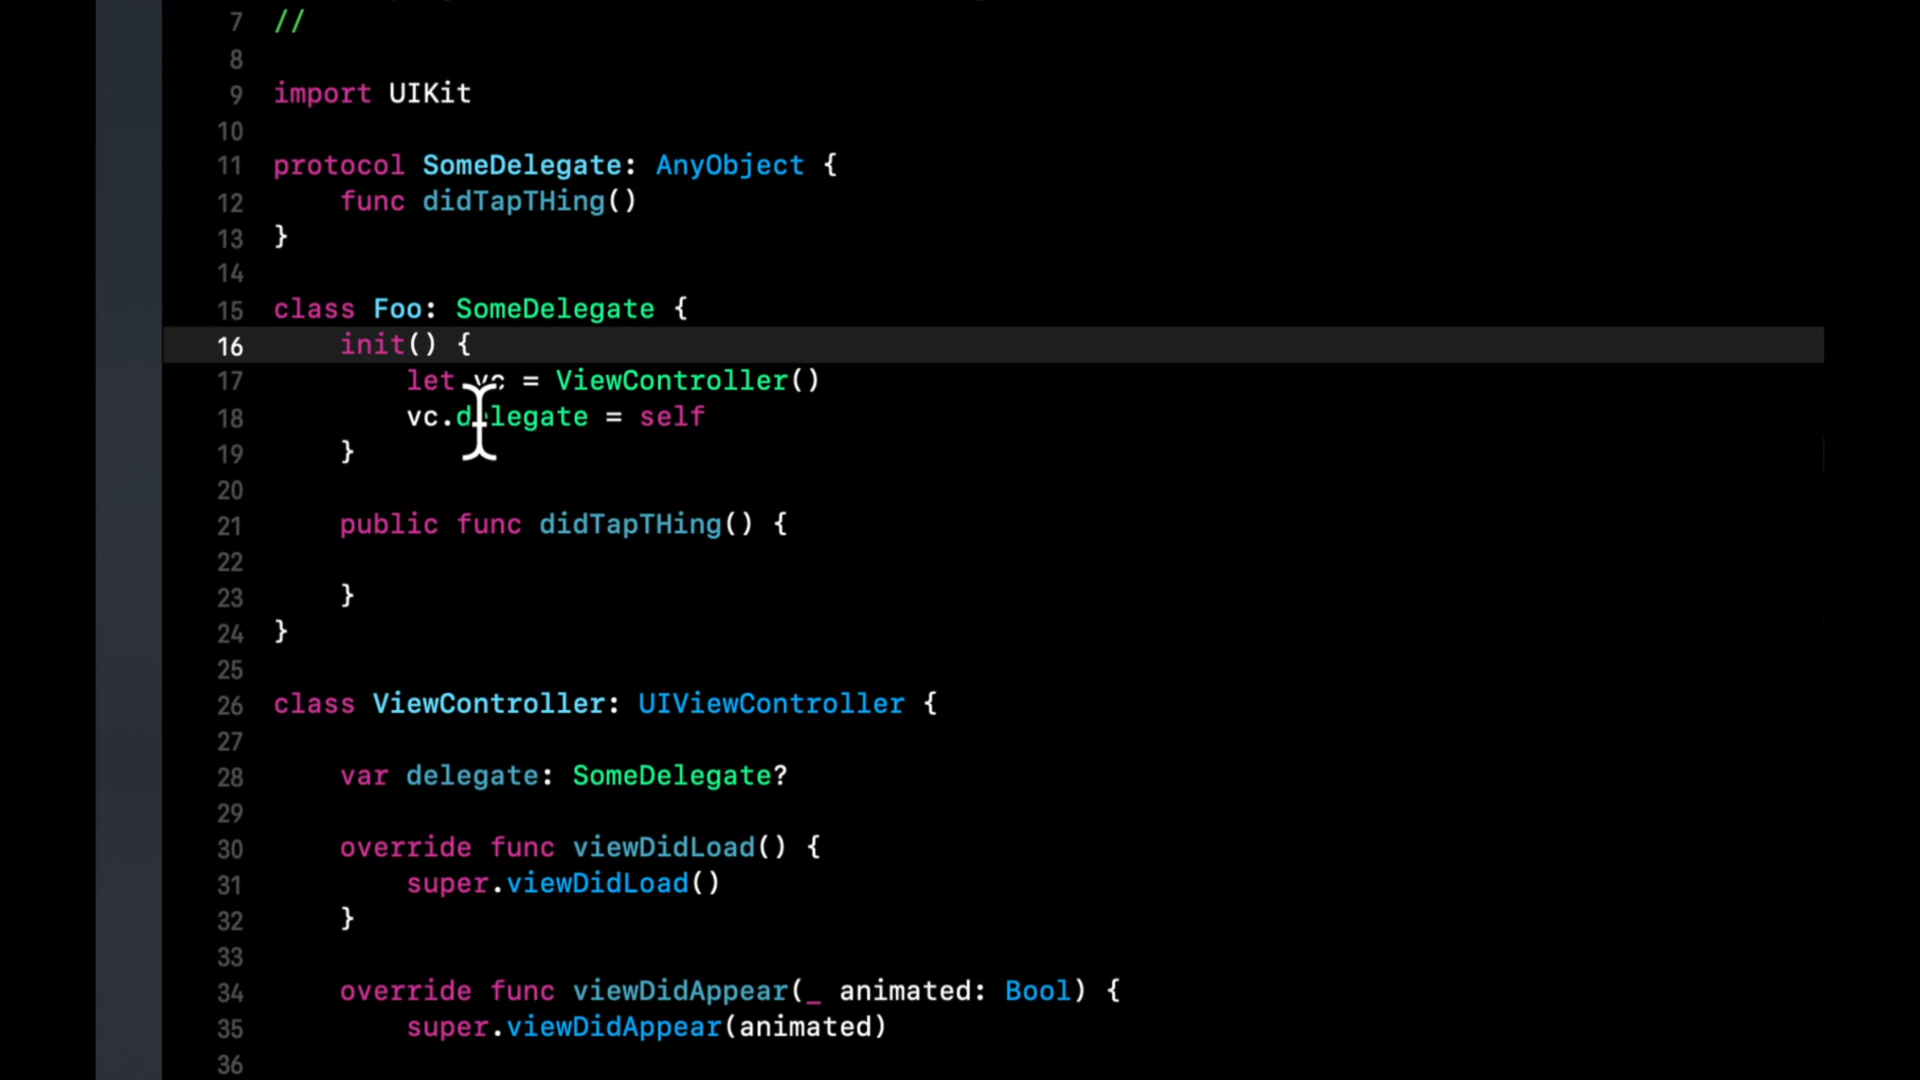 7 //
8
9 import UIKit
10
11 protocol SomeDelegate: AnyObject {
12 func didTapTHing()
13 }
14
15 class Foo: SomeDelegate {
16 init() {
17 let vc = ViewController()
18 vc.delegate = self
19 }
20
21 public func didTapTHing() {
22
23 }
24 }
25
26 class ViewController: UIViewController {
27
28 var delegate: SomeDelegate?
29
30 override func viewDidLoad() {
31 super.viewDidLoad()
32 }
33
34 override func viewDidAppear(_ animated: Bool) {
35 super.viewDidAppear(animated)
36